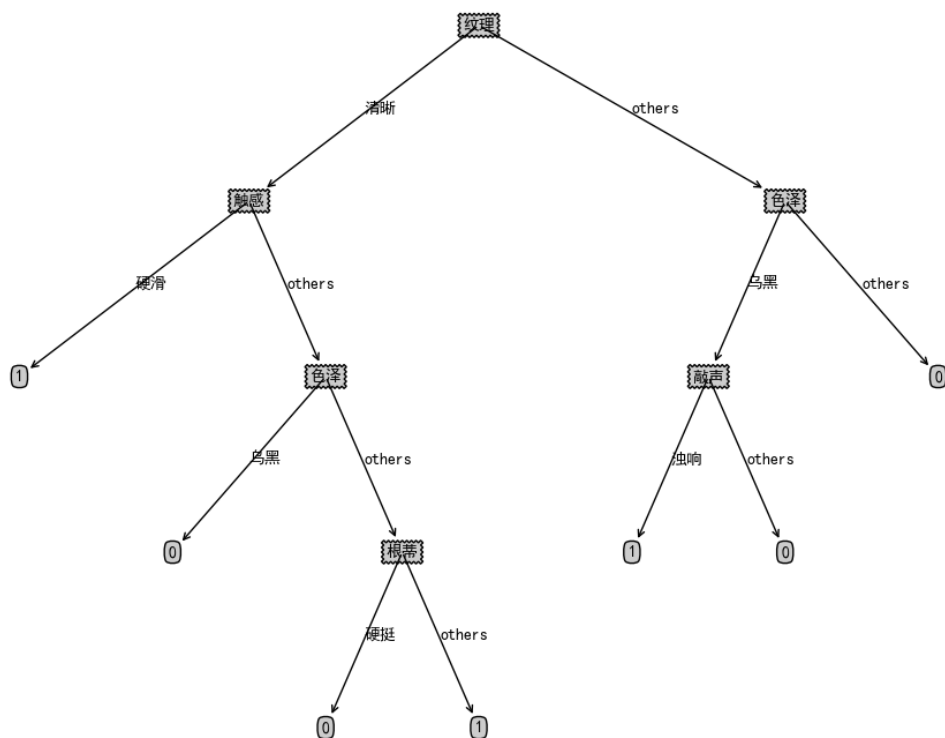 纹理
清晰
others
触感
色泽
硬滑
others
乌黑
others
1
色泽
敲声
0
乌黑
others
浊响
others
0
根蒂
1
0
硬挺
others
0
1